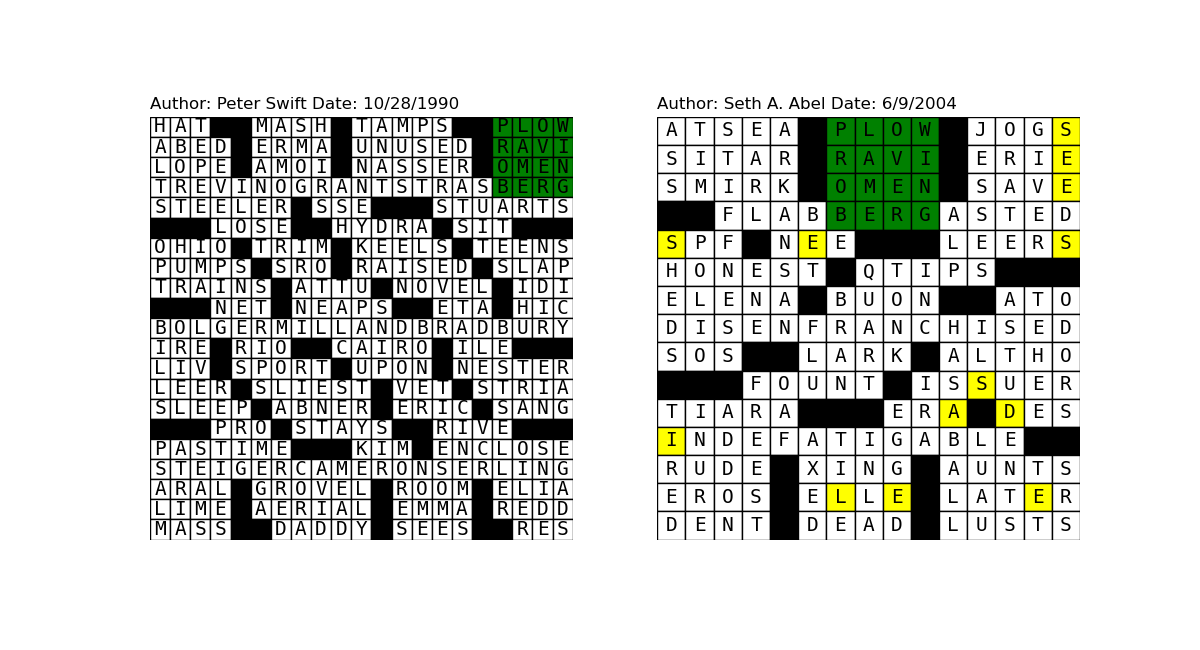 Author: Peter Swift Date: 10/28/1990
HAT MASH TAMPS PLOW
ABED ERMA UNUSED RAVI
LOPE AMOI NASSER OMEN
TREVINOGRANTSTRASBERG
STEELER SSE STUARTS
LOSE HYDRA SIT
OHIO TRIM KEELS TEENS
PUMPS SRO RAISED SLAP
TRAINS ATTU NOVEL IDI
NET NEAPS ETA HIC
BOLGERMILLANDBRADBURY
IRE RIO CAIRO ILE
LIV SPORT UPON NESTER
LEER SLIEST VET STRIA
SLEEP ABNER ERIC SANG
PRO STAYS RIVE
PASTIME KIM ENCLOSE
STEIGERCAMERONSERLING
ARAL GROVEL ROOM ELIA
LIME AERIAL EMMA REDD
MASS DADDY SEES RES
Author: Seth A. Abel Date: 6/9/2004
ATSEA PLOW JOGS
SITAR RAVI ERIE
SMIRK OMEN SAVE
FLABBERGASTED
SPF NEE LEERS
HONEST QTIPS
ELENA BUON ATO
DISENFRANCHISED
SOS LARK ALTHO
FOUNT ISSUER
TIARA ERA DES
INDEFATIGABLE
RUDE XING AUNTS
EROS ELLE LATER
DENT DEAD LUSTS